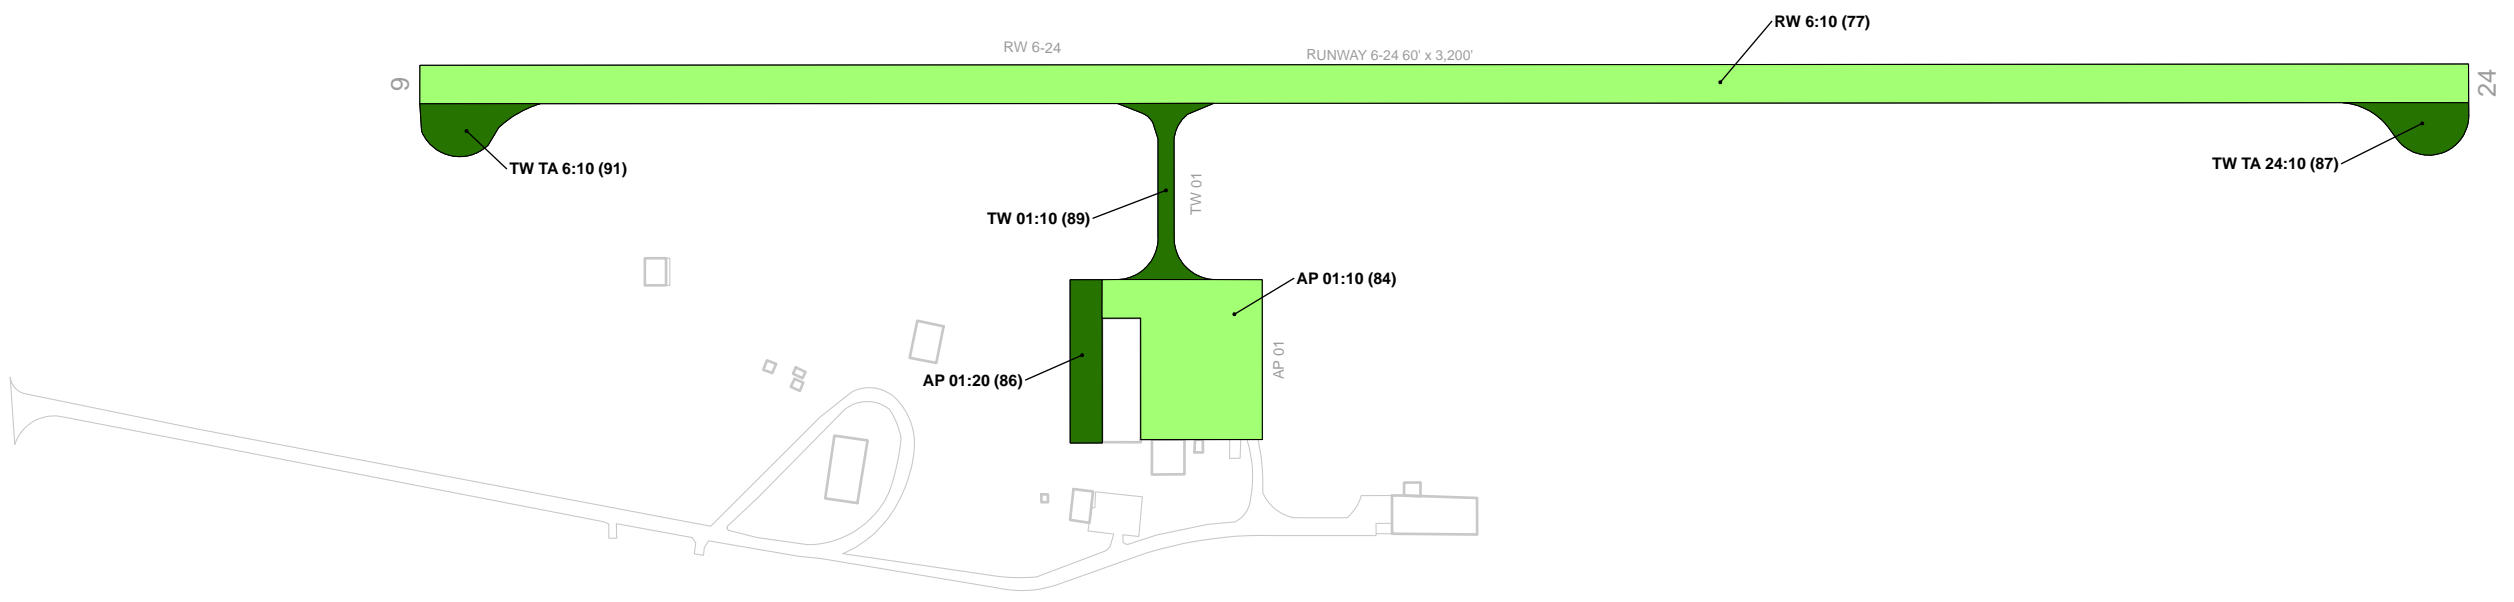 RW 6:10 (77)
RW 6-24
RUNWAY 6-24 60' x 3,200'
6
24
TW TA 6:10 (91)
TW TA 24:10 (87)
TW 01
TW 01:10 (89)
AP 01:10 (84)
AP 01
AP 01:20 (86)